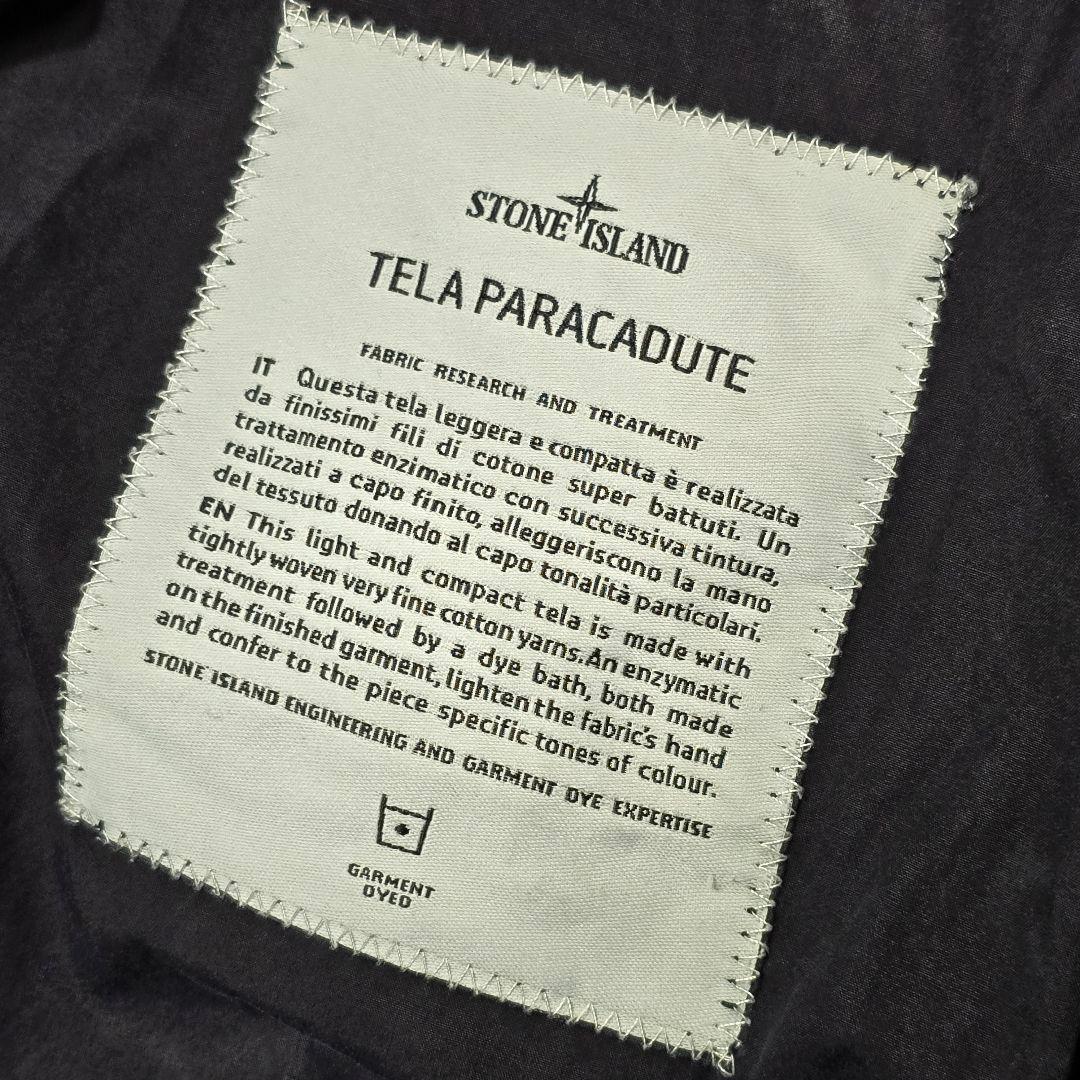 STONE ISLAND
TELA PARACADUTE
FABRIC RESEARCH AND TREATMENT
IT Questa tela leggera e compatta è realizzata
da finissimi fili di cotone super battuti. Un
trattamento enzimatico con successiva tintura,
realizzati a capo finito, alleggeriscono la mano
del tessuto donando al capo tonalità particolari.
EN This light and compact tela is made with
tightly woven very fine cotton yarns. An enzymatic
treatment followed by a dye bath, both made
on the finished garment, lighten the fabric's hand
and confer to the piece specific tones of colour.
STONE ISLAND ENGINEERING AND GARMENT DYE EXPERTISE
GARMENT
DYED